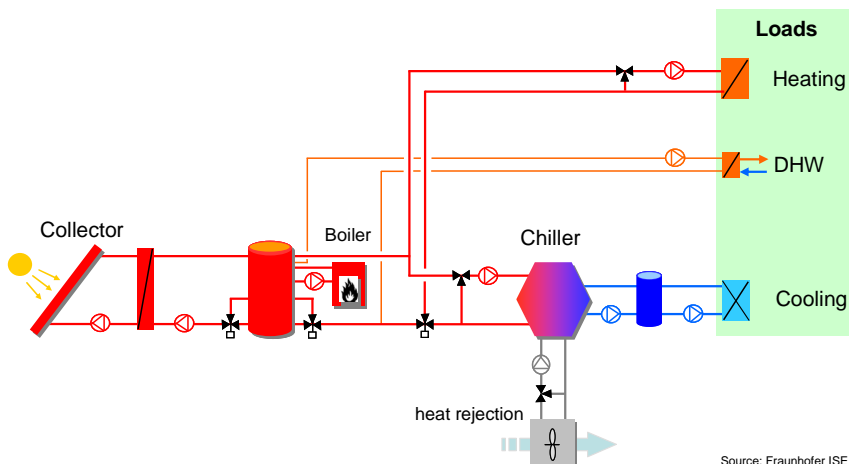 Loads
Heating
DHW
Collector
Boiler
Chiller
Cooling
heat rejection
Source: Fraunhofer ISE